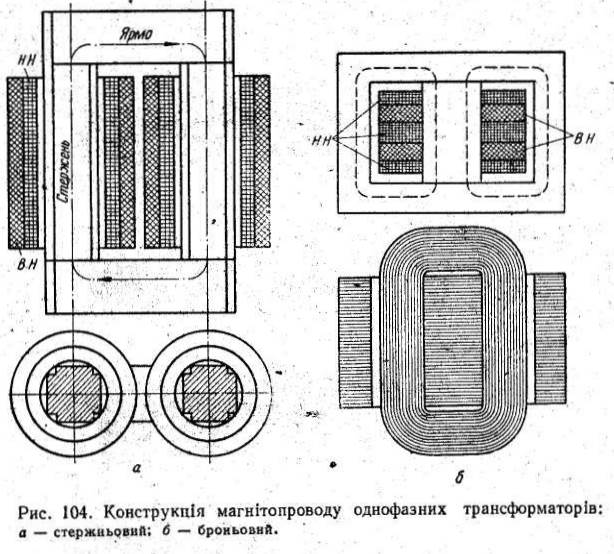 Ярмо
НН
Стержень
ВН
НН
ВН
а
б
Рис. 104. Конструкція магнітопроводу однофазних трансформаторів:
а — стержньовий; б — броньовий.